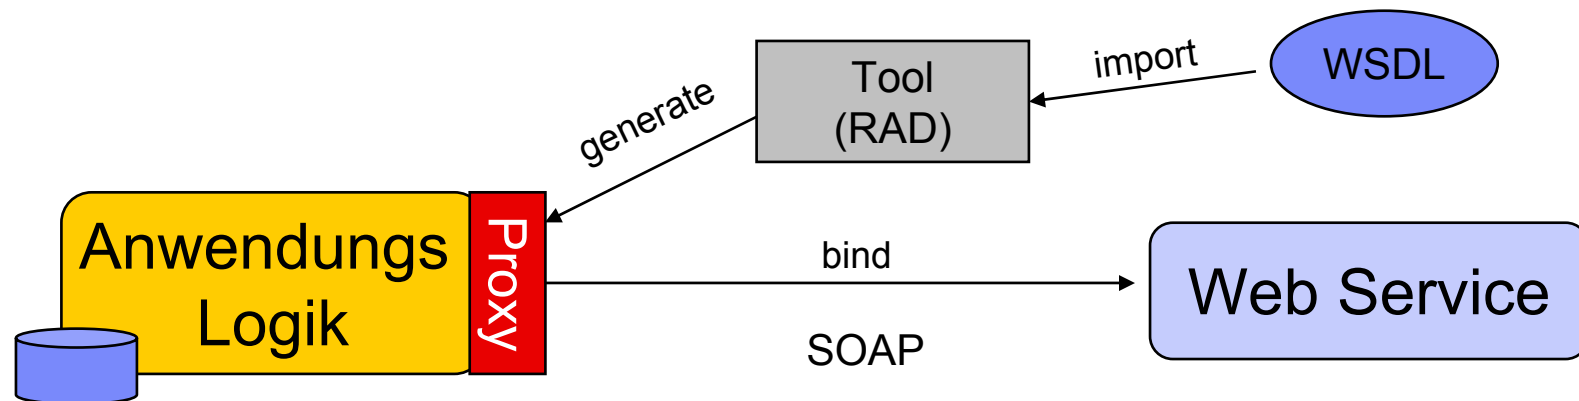 import
WSDL
Tool
(RAD)
generate
Anwendungs
Logik
Proxy
bind
SOAP
Web Service